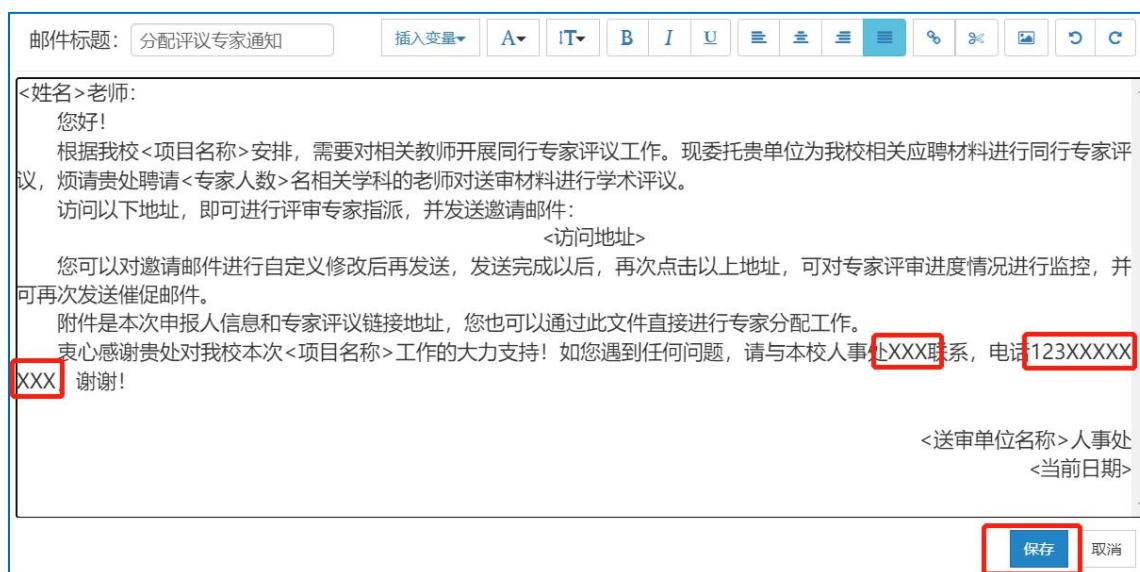 邮件标题： 分配评议专家通知 插入变量 A T B I U
<姓名>老师：
您好！
根据我校<项目名称>安排，需要对相关教师开展同行专家评议工作。现委托贵单位为我校相关应聘材料进行同行专家评
议，烦请贵处聘请<专家人数>名相关学科的老师对送审材料进行学术评议。
访问以下地址，即可进行评审专家指派，并发送邀请邮件：
<访问地址>
您可以对邀请邮件进行自定义修改后再发送，发送完成以后，再次点击以上地址，可对专家评审进度情况进行监控，并
可再次发送催促邮件。
附件是本次申报人信息和专家评议链接地址，您也可以通过此文件直接进行专家分配工作。
衷心感谢贵处对我校本次<项目名称>工作的大力支持！如您遇到任何问题，请与本校人事处XXX联系，电话123XXXXX
XXX，谢谢！
<送审单位名称>人事处
<当前日期>
保存 取消